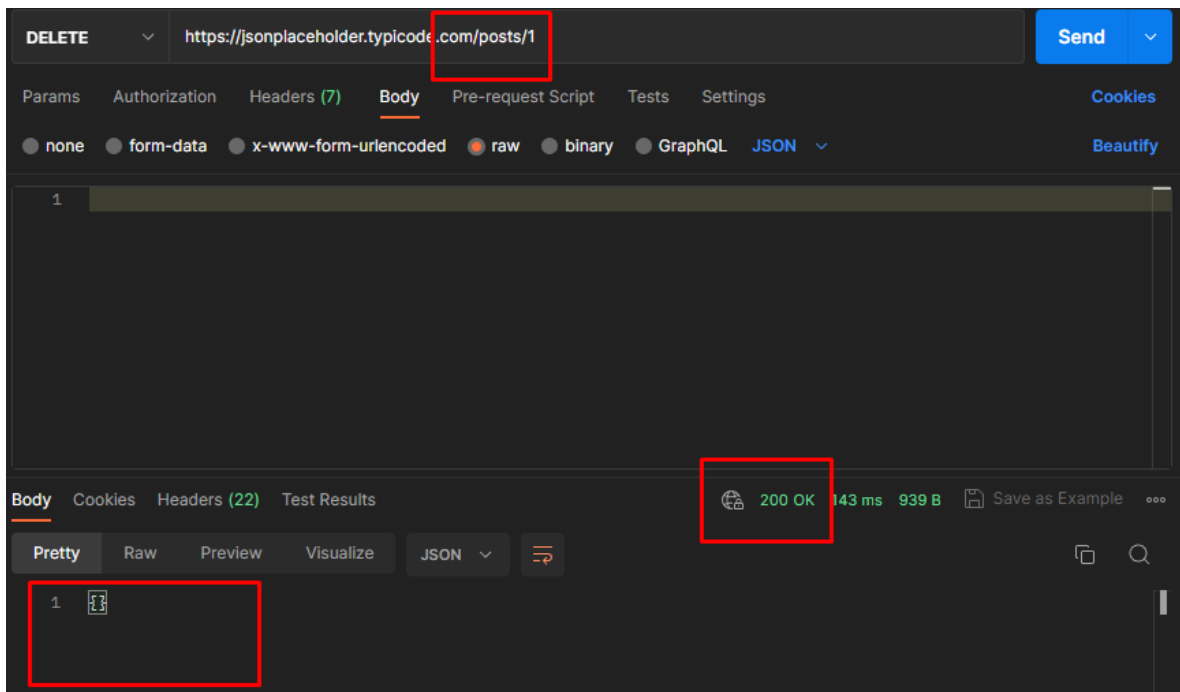 DELETE https://jsonplaceholder.typicode.com/posts/1 Send
Params Authorization Headers (7) Body Pre-request Script Tests Settings Cookies
none form-data x-www-form-urlencoded raw binary GraphQL JSON Beautify
1
Body Cookies Headers (22) Test Results 200 OK 143 ms 939 B Save as Example
Pretty Raw Preview Visualize JSON
1 {}